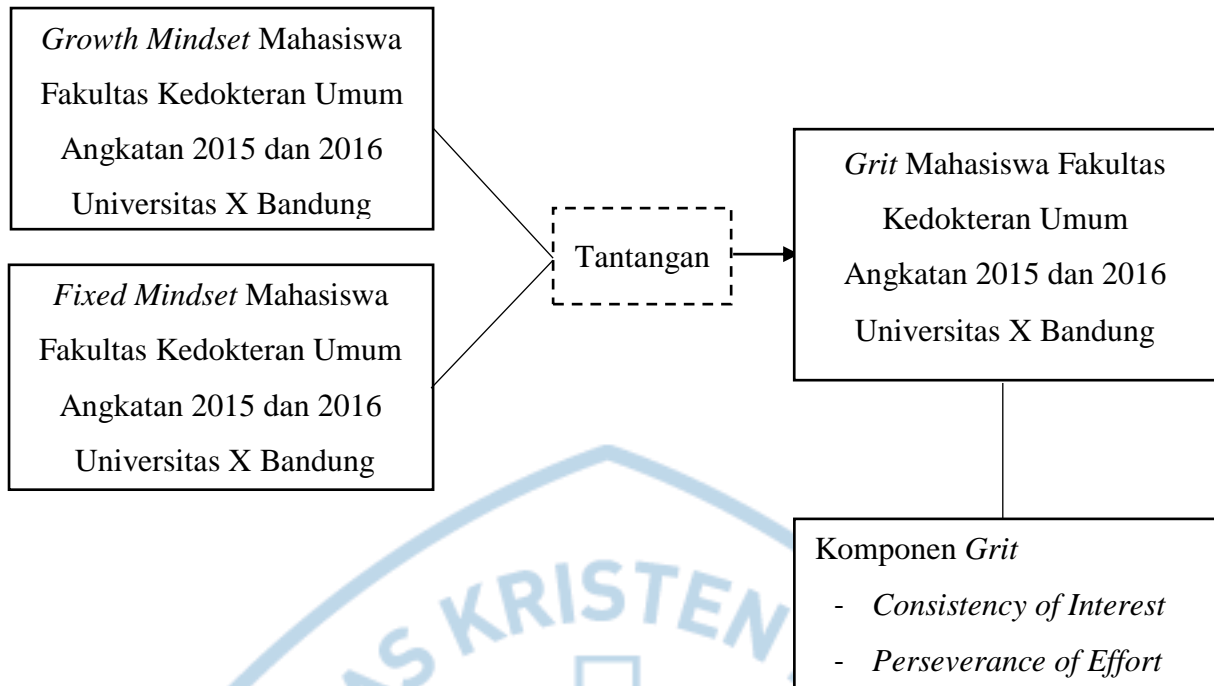 Growth Mindset Mahasiswa
Fakultas Kedokteran Umum
Angkatan 2015 dan 2016
Universitas X Bandung
Fixed Mindset Mahasiswa
Fakultas Kedokteran Umum
Angkatan 2015 dan 2016
Universitas X Bandung
Tantangan
Grit Mahasiswa Fakultas
Kedokteran Umum
Angkatan 2015 dan 2016
Universitas X Bandung
Komponen Grit
- Consistency of Interest
- Perseverance of Effort
AS KRISTEN